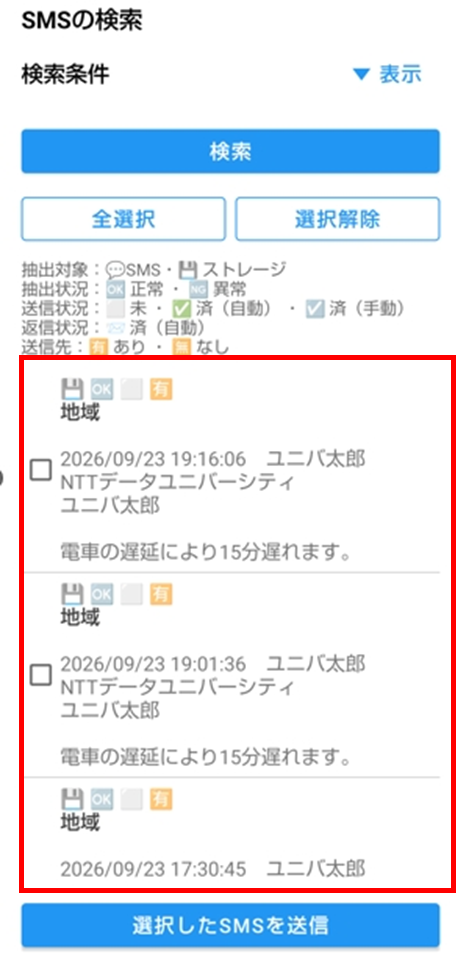 SMSの検索
検索条件
▼ 表示
検索
全選択
選択解除
抽出対象：💬SMS・💾 ストレージ
抽出状況：🆗 正常 ・ 🆖 異常
送信状況：⬜ 未 ・ ✅ 済（自動） ・ ☑️ 済（手動）
返信状況：📨 済（自動）
送信先：🈶 あり ・ 🈚 なし
💾 🆗 ⬜ 🈶
地域
2026/09/23 19:16:06　ユニバ太郎
NTTデータユニバーシティ
ユニバ太郎
電車の遅延により15分遅れます。
💾 🆗 ⬜ 🈶
地域
2026/09/23 19:01:36　ユニバ太郎
NTTデータユニバーシティ
ユニバ太郎
電車の遅延により15分遅れます。
💾 🆗 ⬜ 🈶
地域
2026/09/23 17:30:45　ユニバ太郎
選択したSMSを送信